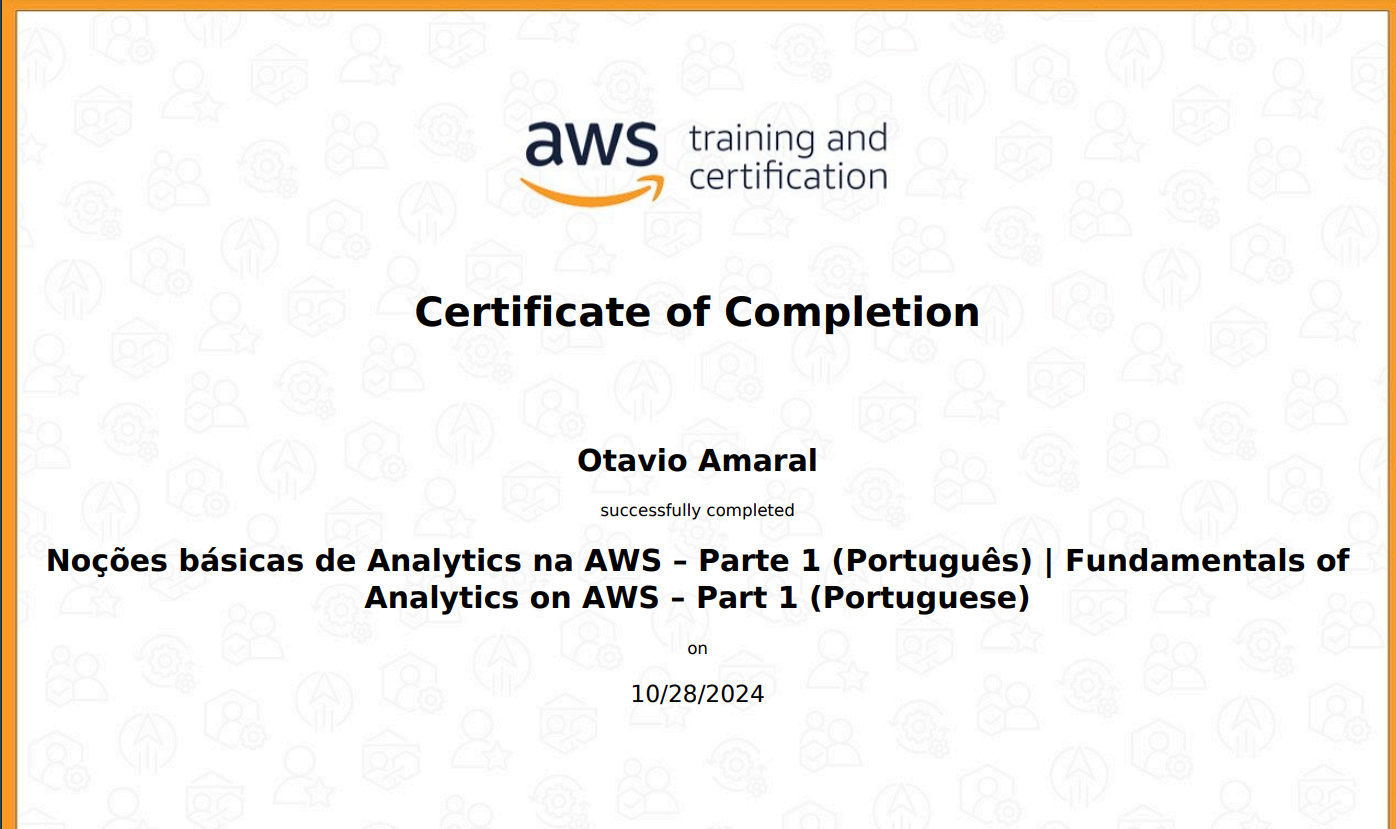 aws training and
certification
Certificate of Completion
Otavio Amaral
successfully completed
Noções básicas de Analytics na AWS – Parte 1 (Português) | Fundamentals of
Analytics on AWS – Part 1 (Portuguese)
on
10/28/2024